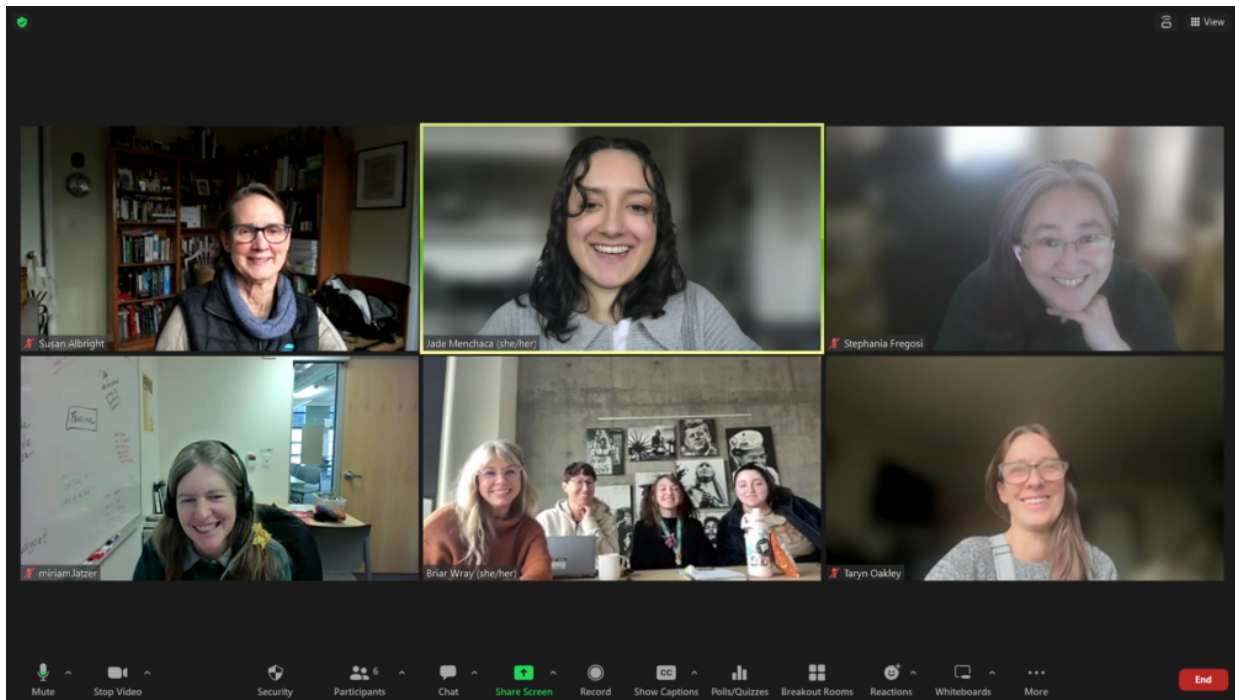 View
Susan Albright
Jade Menchaca (she/her)
Stephania Fregosi
miriam.latzer
Briar Wray (she/her)
Taryn Oakley
6
CC
Mute
Stop Video
Security
Participants
Chat
Share Screen
Record
Show Captions
Polls/Quizzes
Breakout Rooms
Reactions
Whiteboards
More
End